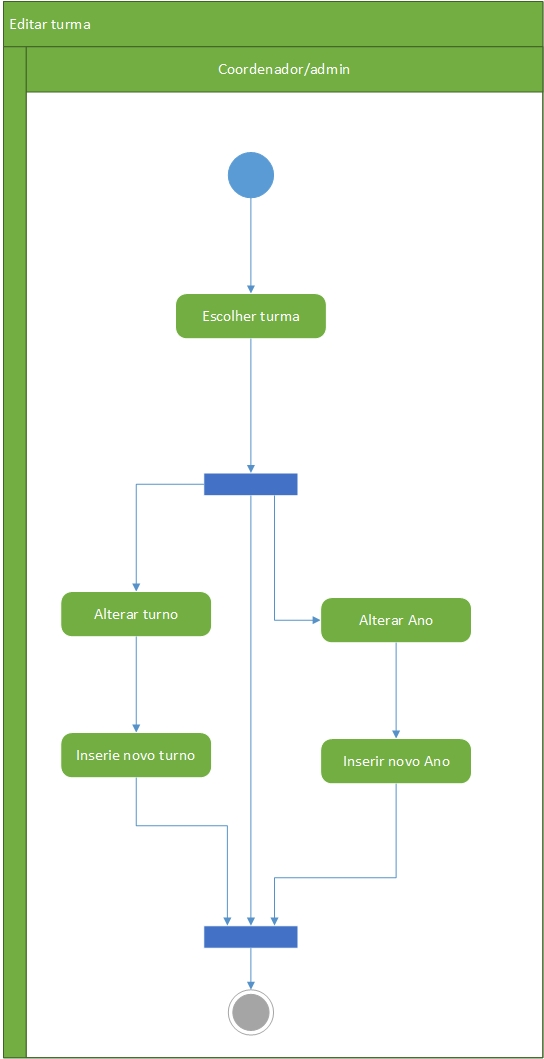 Editar turma
Coordenador/admin
Escolher turma
Alterar turno
Alterar Ano
Inserie novo turno
Inserir novo Ano